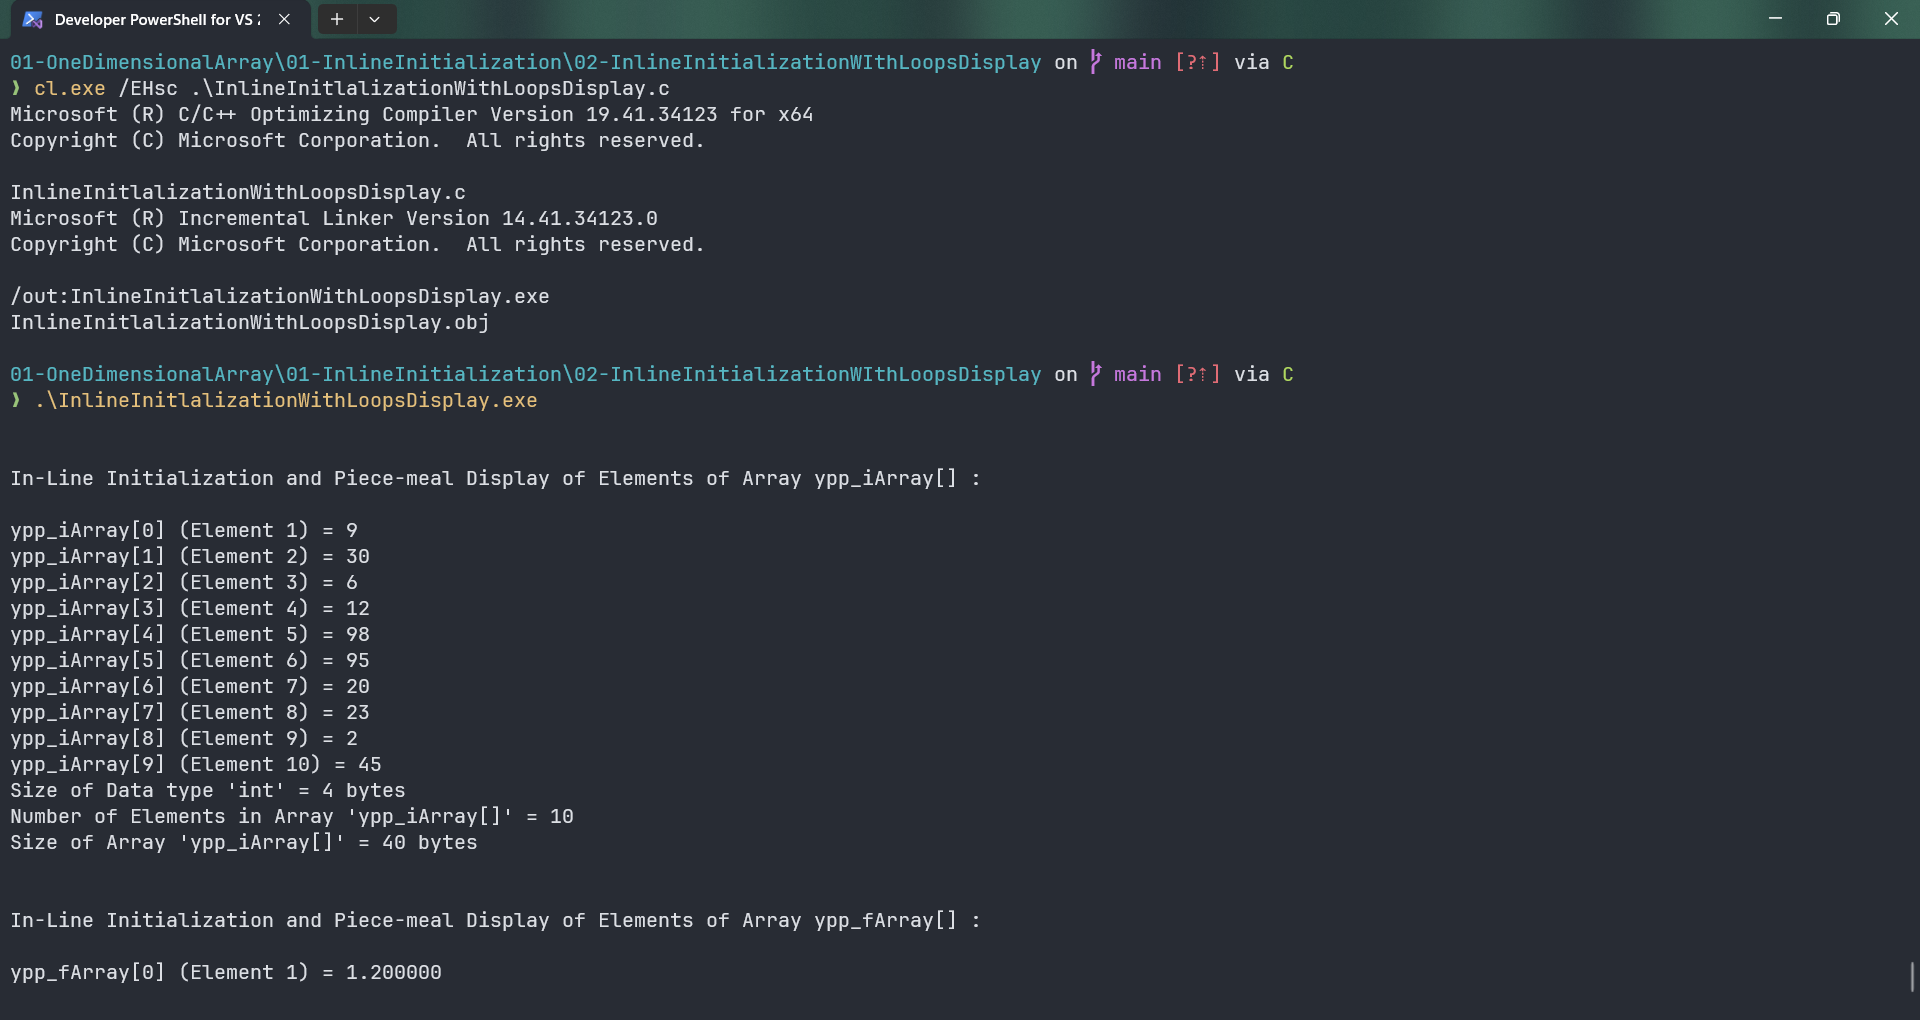 Developer PowerShell for VS 2
01-OneDimensionalArray\01-InlineInitialization\02-InlineInitializationWIthLoopsDisplay on main [?⇡] via C
❱ cl.exe /EHsc .\InlineInitlalizationWithLoopsDisplay.c
Microsoft (R) C/C++ Optimizing Compiler Version 19.41.34123 for x64
Copyright (C) Microsoft Corporation.  All rights reserved.
InlineInitlalizationWithLoopsDisplay.c
Microsoft (R) Incremental Linker Version 14.41.34123.0
Copyright (C) Microsoft Corporation.  All rights reserved.
/out:InlineInitlalizationWithLoopsDisplay.exe
InlineInitlalizationWithLoopsDisplay.obj
01-OneDimensionalArray\01-InlineInitialization\02-InlineInitializationWIthLoopsDisplay on main [?⇡] via C
❱ .\InlineInitlalizationWithLoopsDisplay.exe
In-Line Initialization and Piece-meal Display of Elements of Array ypp_iArray[] :
ypp_iArray[0] (Element 1) = 9
ypp_iArray[1] (Element 2) = 30
ypp_iArray[2] (Element 3) = 6
ypp_iArray[3] (Element 4) = 12
ypp_iArray[4] (Element 5) = 98
ypp_iArray[5] (Element 6) = 95
ypp_iArray[6] (Element 7) = 20
ypp_iArray[7] (Element 8) = 23
ypp_iArray[8] (Element 9) = 2
ypp_iArray[9] (Element 10) = 45
Size of Data type 'int' = 4 bytes
Number of Elements in Array 'ypp_iArray[]' = 10
Size of Array 'ypp_iArray[]' = 40 bytes
In-Line Initialization and Piece-meal Display of Elements of Array ypp_fArray[] :
ypp_fArray[0] (Element 1) = 1.200000